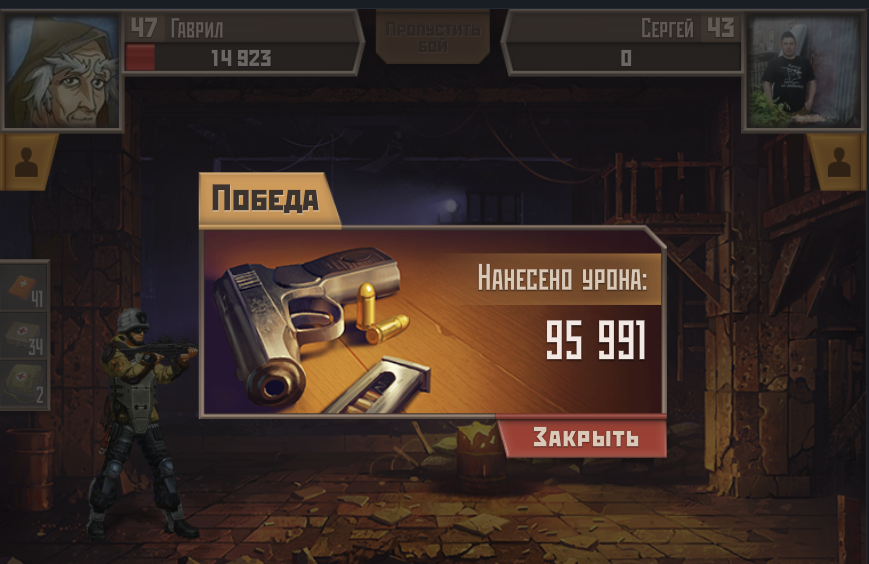 47 Гаврил
14 923
Пропустить
бой
Сергей 43
0
Победа
Нанесено урона:
95 991
41
34
2
Закрыть